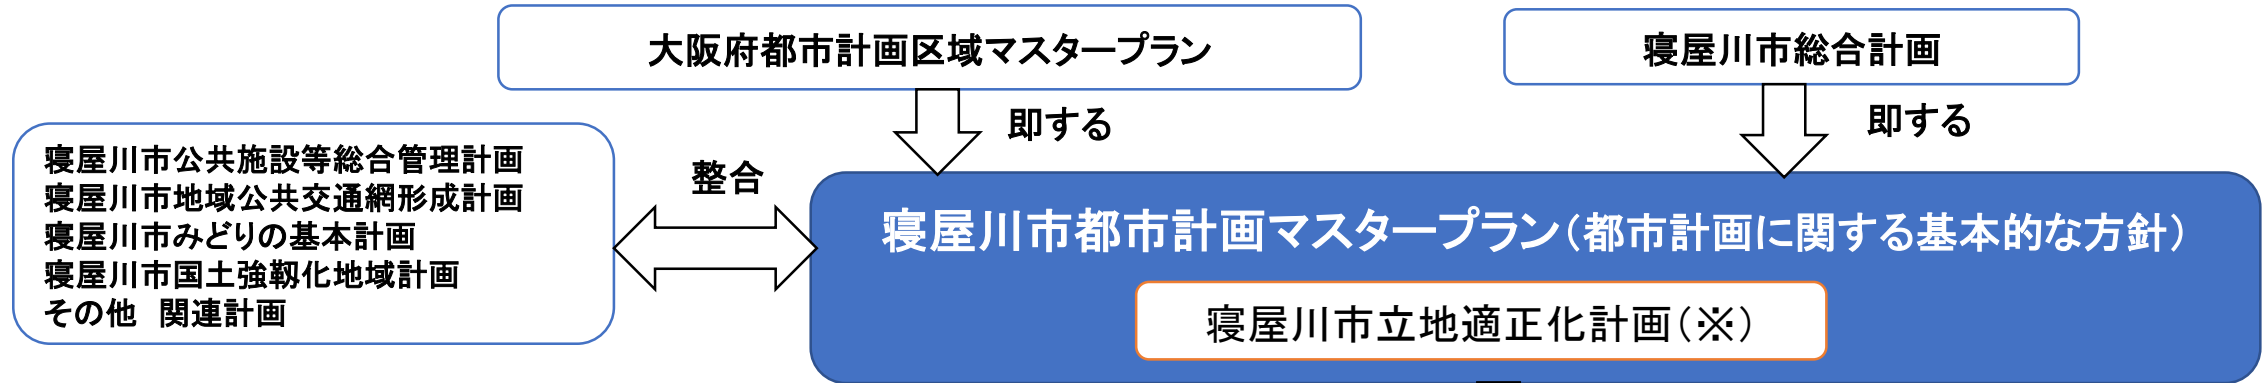 大阪府都市計画区域マスタープラン
寝屋川市総合計画
即する
即する
寝屋川市公共施設等総合管理計画
寝屋川市地域公共交通網形成計画
寝屋川市みどりの基本計画
寝屋川市国土強靱化地域計画
その他　関連計画
整合
寝屋川市都市計画マスタープラン（都市計画に関する基本的な方針）
寝屋川市立地適正化計画（※）